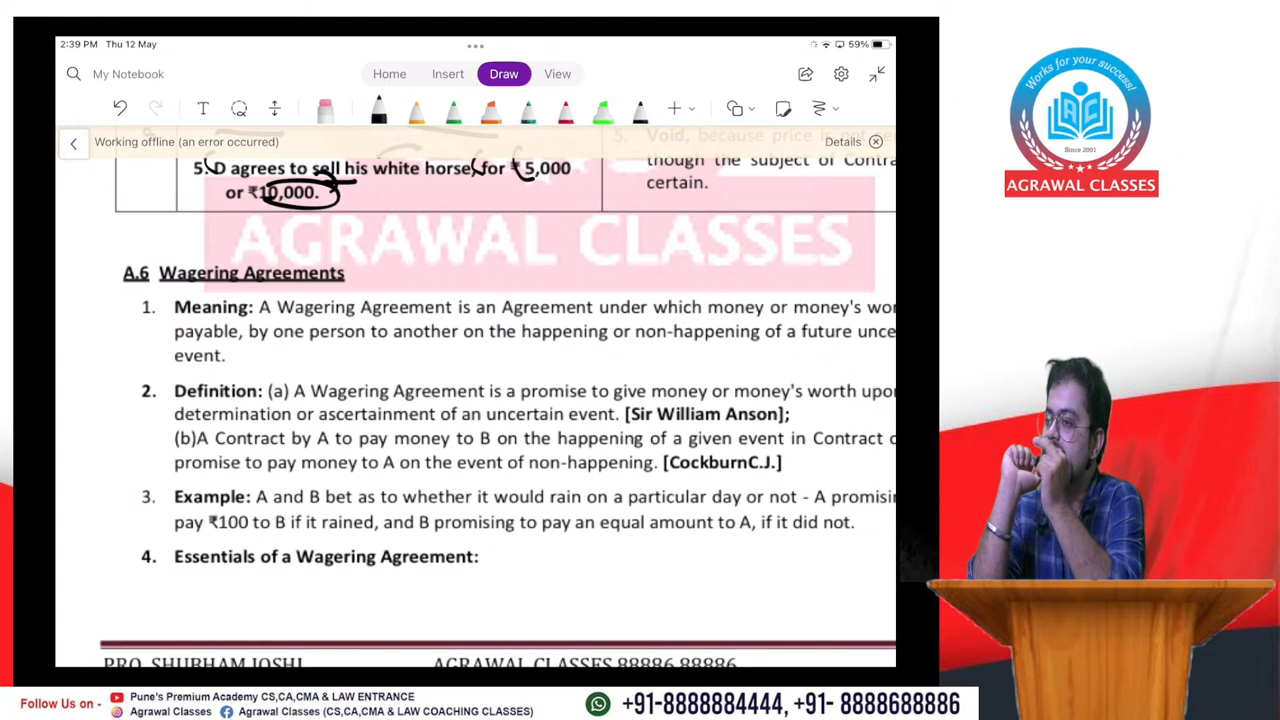 2:39 PM Thu 12 May
59%
My Notebook
Home Insert Draw View
Working offline (an error occurred)
Details
5. Void, because price is not
5. D agrees to sell his white horse, for ₹ 5,000
though the subject of Contra
or ₹10,000.
certain.
AGRAWAL CLASSES
A.6 Wagering Agreements
1. Meaning: A Wagering Agreement is an Agreement under which money or money's wor
payable, by one person to another on the happening or non-happening of a future unce
event.
2. Definition: (a) A Wagering Agreement is a promise to give money or money's worth upo
determination or ascertainment of an uncertain event. [Sir William Anson];
(b)A Contract by A to pay money to B on the happening of a given event in Contract
promise to pay money to A on the event of non-happening. [CockburnC.J.]
3. Example: A and B bet as to whether it would rain on a particular day or not - A promisi
pay ₹100 to B if it rained, and B promising to pay an equal amount to A, if it did not.
4. Essentials of a Wagering Agreement:
PRO. SHUBHAM JOSHI AGRAWAL CLASSES 88886 88886
Works for your success!
AC
Since 2001
AGRAWAL CLASSES
Follow Us on - Pune's Premium Academy CS,CA,CMA & LAW ENTRANCE
Agrawal Classes Agrawal Classes (CS,CA,CMA & LAW COACHING CLASSES)
+91-8888884444, +91- 8888688886